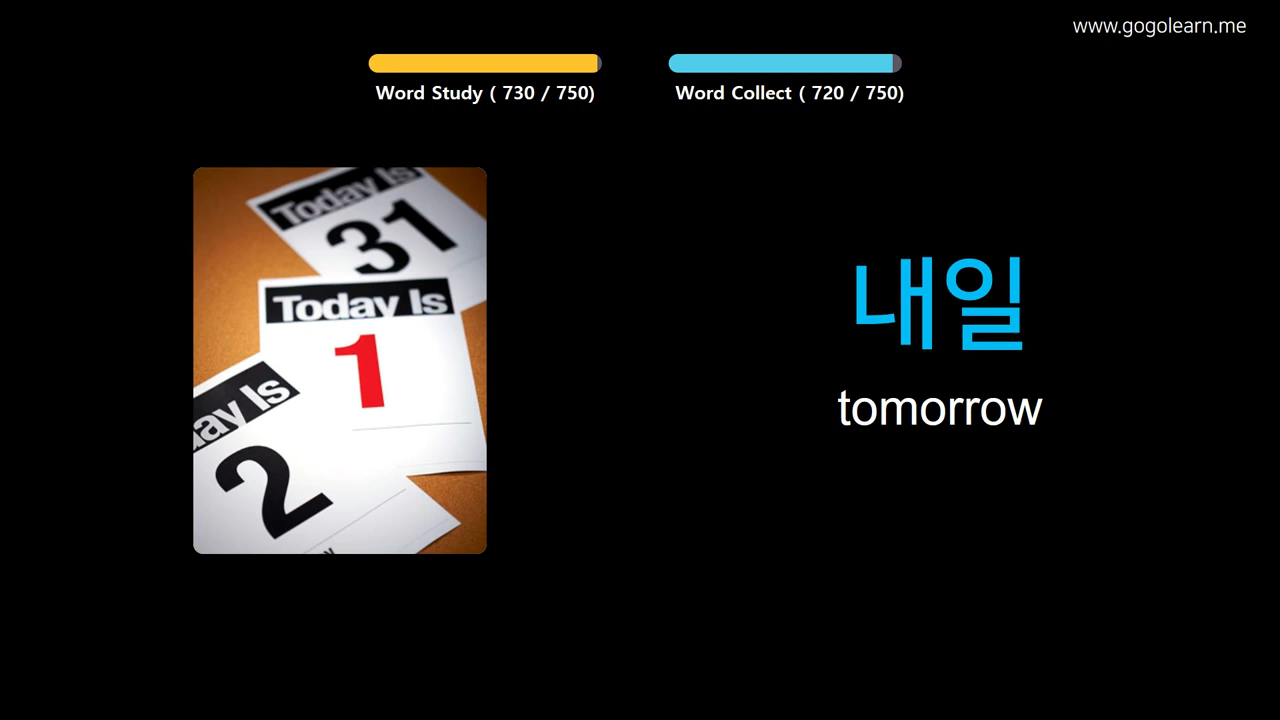 www.gogolearn.me
Word Study ( 730 / 750)
Word Collect ( 720 / 750)
Today Is
31
Today Is
1
ay Is
2
내일
tomorrow